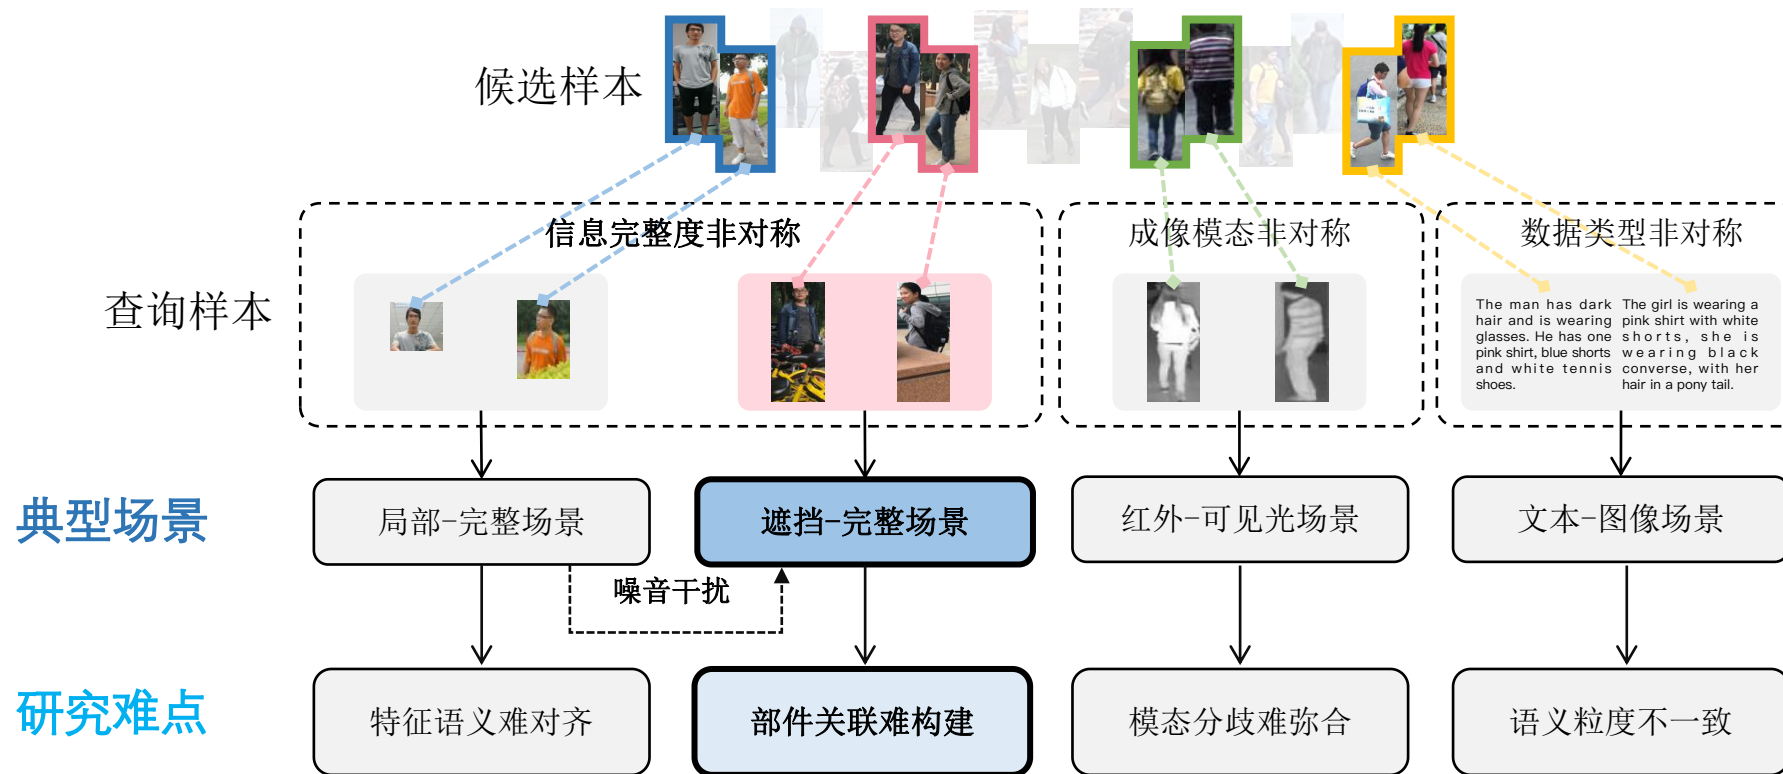 候选样本
信息完整度非对称
成像模态非对称
数据类型非对称
查询样本
The man has dark
hair and is wearing
glasses. He has one
pink shirt, blue shorts
and white tennis
shoes.
The girl is wearing a
pink shirt with white
shorts, she is
wearing black
converse, with her
hair in a pony tail.
典型场景
局部-完整场景
遮挡-完整场景
红外-可见光场景
文本-图像场景
噪音干扰
研究难点
特征语义难对齐
部件关联难构建
模态分歧难弥合
语义粒度不一致